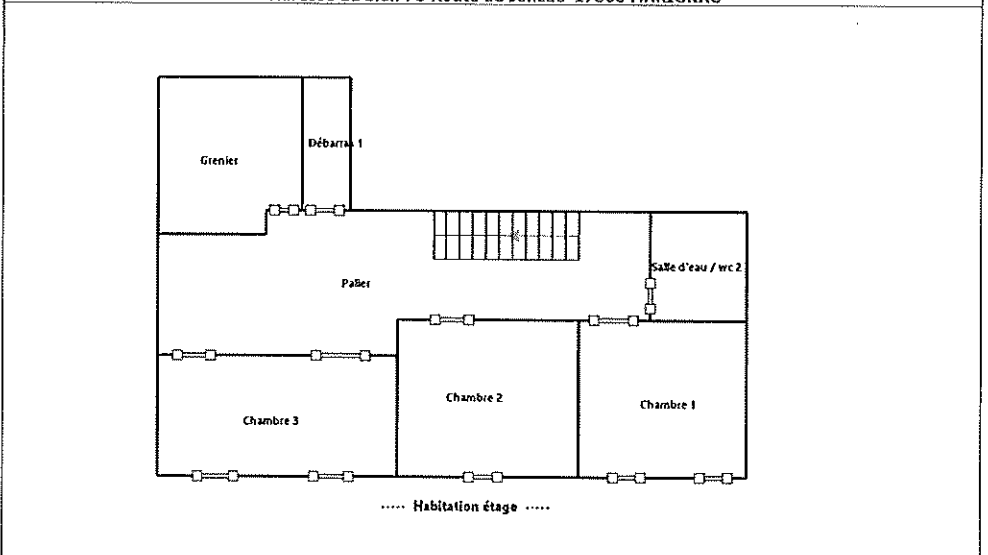 Grenier
Débarras 1
Palier
Salle d'eau / wc 2
Chambre 3
Chambre 2
Chambre 1
..... Habitation étage .....